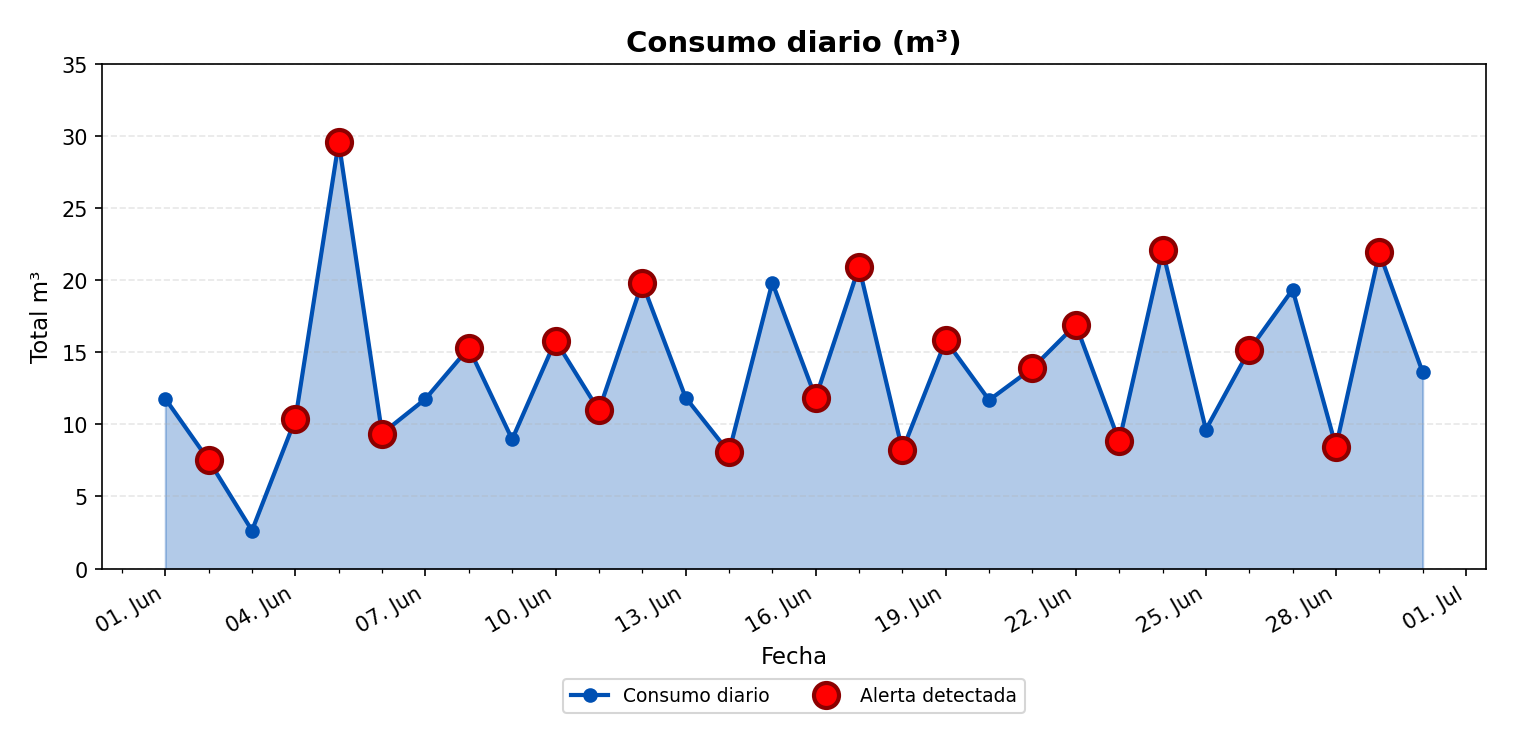 Consumo diario (m³)
Total m³
35
30
25
20
15
10
5
0
01. Jun
04. Jun
07. Jun
10. Jun
13. Jun
16. Jun
19. Jun
22. Jun
25. Jun
28. Jun
01. Jul
Fecha
Consumo diario
Alerta detectada